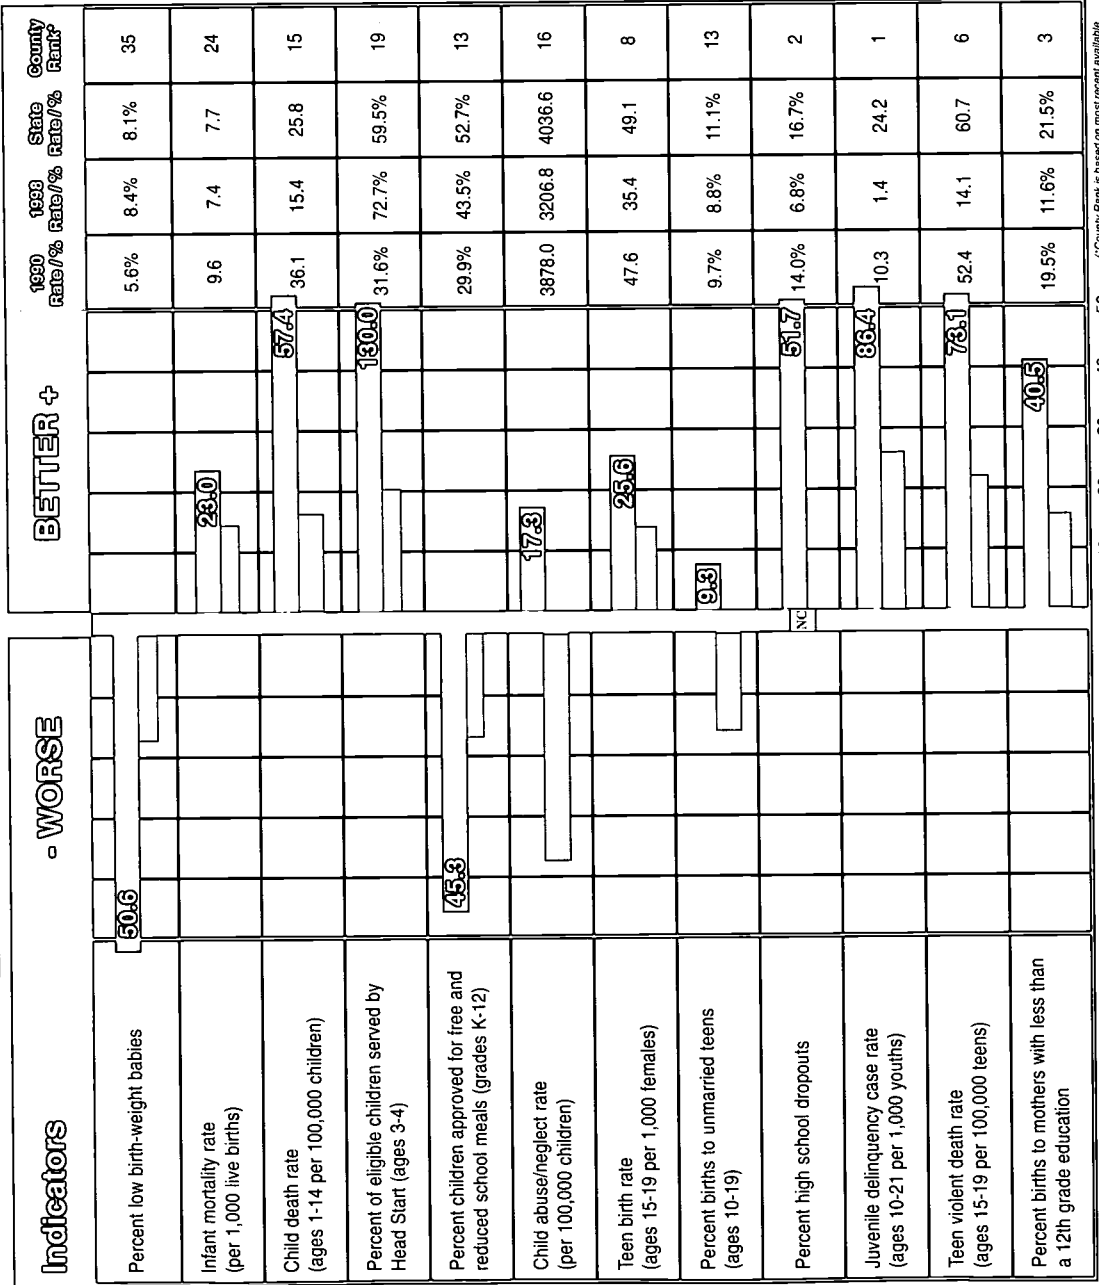 Indicators - WORSE BETTER + 1990 Rate / % 1998 Rate / % State Rate / % County Rank*
Percent low birth-weight babies 50.6 5.6% 8.4% 8.1% 35
Infant mortality rate
(per 1,000 live births) 23.0 9.6 7.4 7.7 24
Child death rate
(ages 1-14 per 100,000 children) 57.4 36.1 15.4 25.8 15
Percent of eligible children served by
Head Start (ages 3-4) 130.0 31.6% 72.7% 59.5% 19
Percent children approved for free and
reduced school meals (grades K-12) 45.3 29.9% 43.5% 52.7% 13
Child abuse/neglect rate
(per 100,000 children) 17.3 3878.0 3206.8 4036.6 16
Teen birth rate
(ages 15-19 per 1,000 females) 25.6 47.6 35.4 49.1 8
Percent births to unmarried teens
(ages 10-19) 9.3 9.7% 8.8% 11.1% 13
Percent high school dropouts NC 51.7 14.0% 6.8% 16.7% 2
Juvenile delinquency case rate
(ages 10-21 per 1,000 youths) 86.4 10.3 1.4 24.2 1
Teen violent death rate
(ages 15-19 per 100,000 teens) 73.1 52.4 14.1 60.7 6
Percent births to mothers with less than
a 12th grade education 40.5 19.5% 11.6% 21.5% 3
(*County Rank is based on most recent available